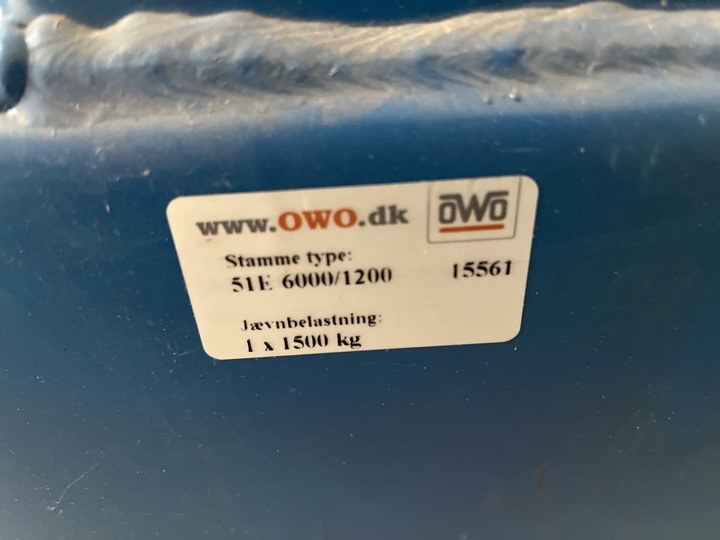 www.OWO.dk OWO
Stamme type:
51E 6000/1200 15561
Jævnbelastning:
1 x 1500 kg